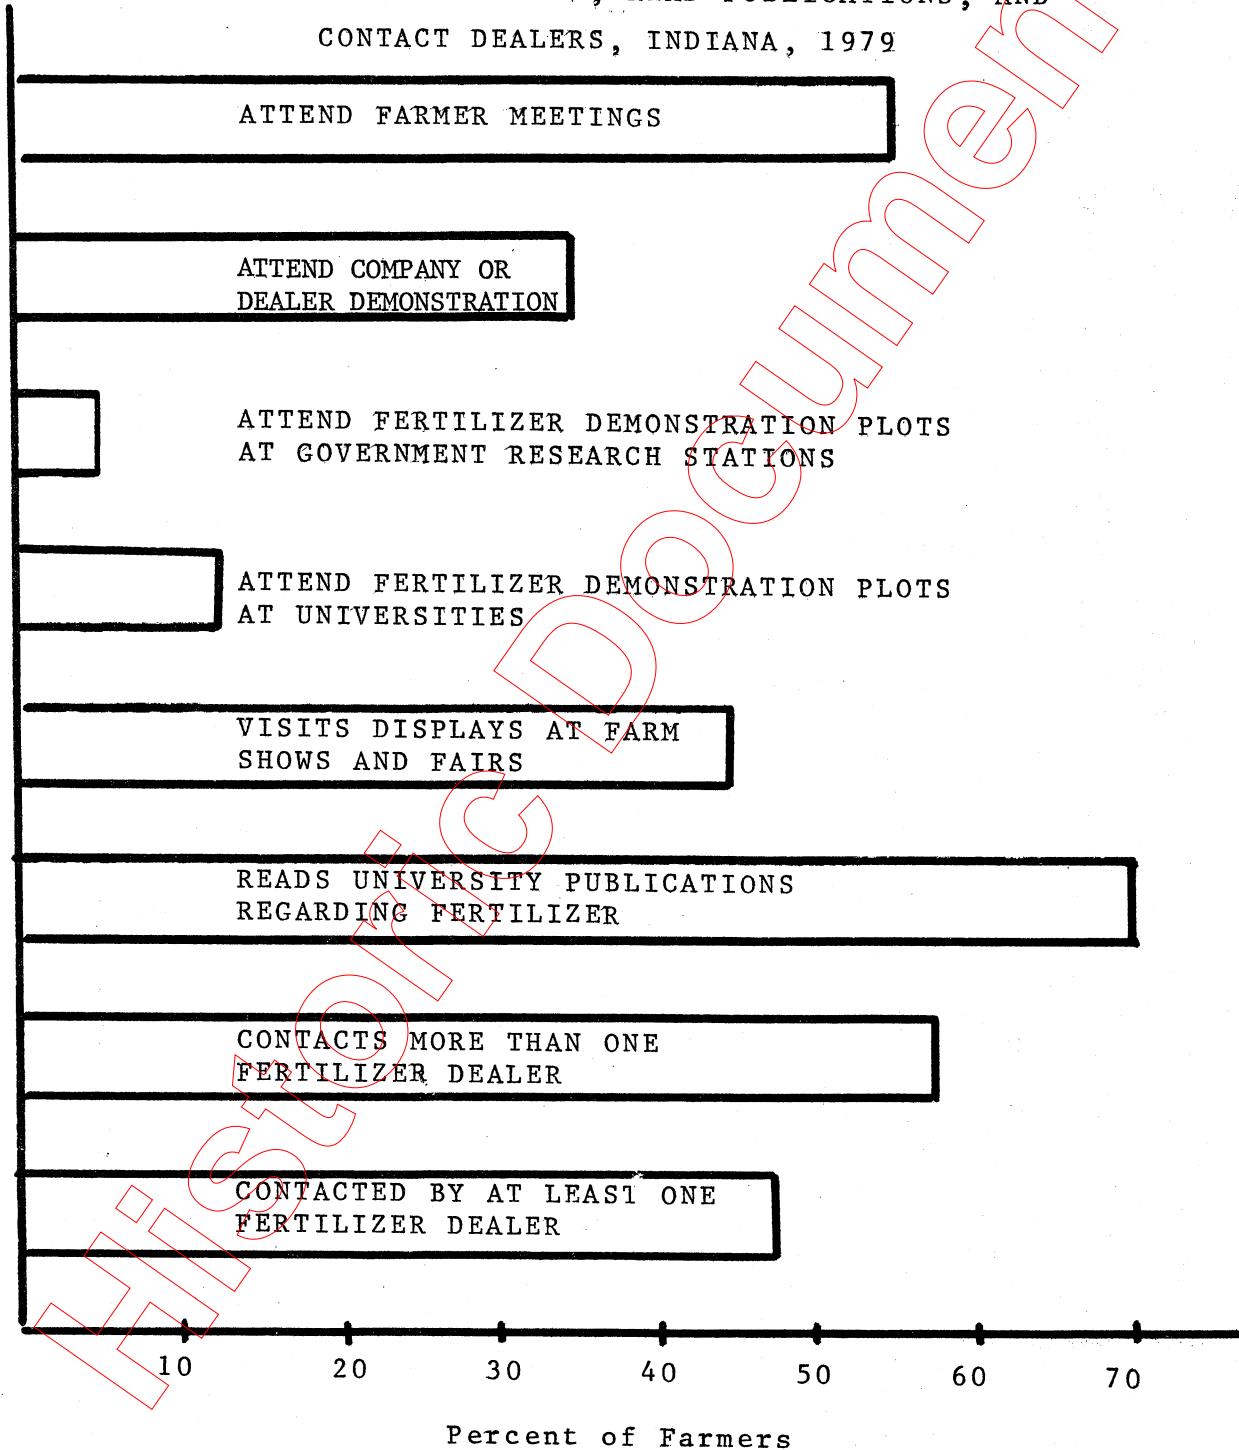 PUBLICATIONS, AND
CONTACT DEALERS, INDIANA, 1979
ATTEND FARMER MEETINGS
ATTEND COMPANY OR
DEALER DEMONSTRATION
ATTEND FERTILIZER DEMONSTRATION PLOTS
AT GOVERNMENT RESEARCH STATIONS
ATTEND FERTILIZER DEMONSTRATION PLOTS
AT UNIVERSITIES
VISITS DISPLAYS AT FARM
SHOWS AND FAIRS
READS UNIVERSITY PUBLICATIONS
REGARDING FERTILIZER
CONTACTS MORE THAN ONE
FERTILIZER DEALER
CONTACTED BY AT LEAST ONE
FERTILIZER DEALER
10 20 30 40 50 60 70
Percent of Farmers
Historic Documen